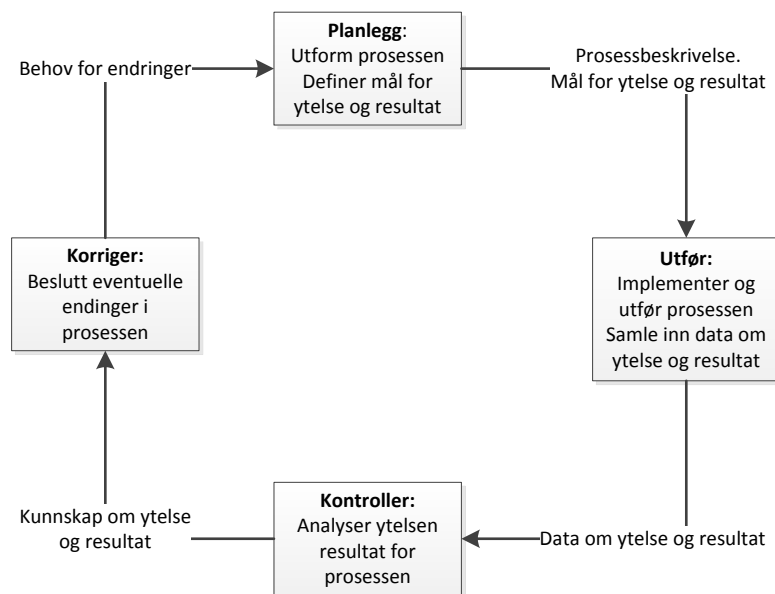 Planlegg:
Utform prosessen
Definer mål for
ytelse og resultat
Prosessbeskrivelse.
Mål for ytelse og resultat
Utfør:
Implementer og
utfør prosessen
Samle inn data om
ytelse og resultat
Data om ytelse og resultat
Kontroller:
Analyser ytelsen
resultat for
prosessen
Kunnskap om ytelse
og resultat
Korriger:
Beslutt eventuelle
endinger i
prosessen
Behov for endringer